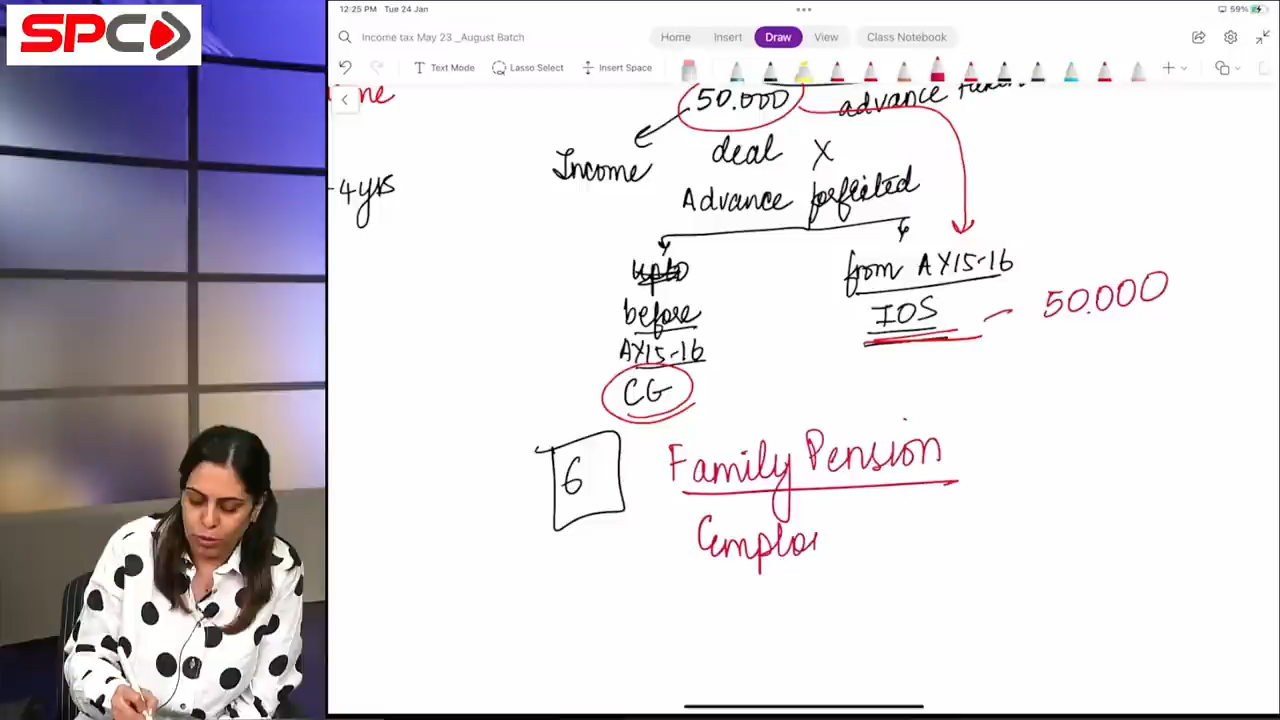 SPC
12:25 PM Tue 24 Jan
59%
Income tax May 23 _August Batch
Home Insert Draw View Class Notebook
Text Mode Lasso Select Insert Space
50.000 advance
Income deal X
Advance forfeited
-4yrs
upto
before
AY15-16
CG
from AY15-16
IOS - 50.000
6 Family Pension
Emplo